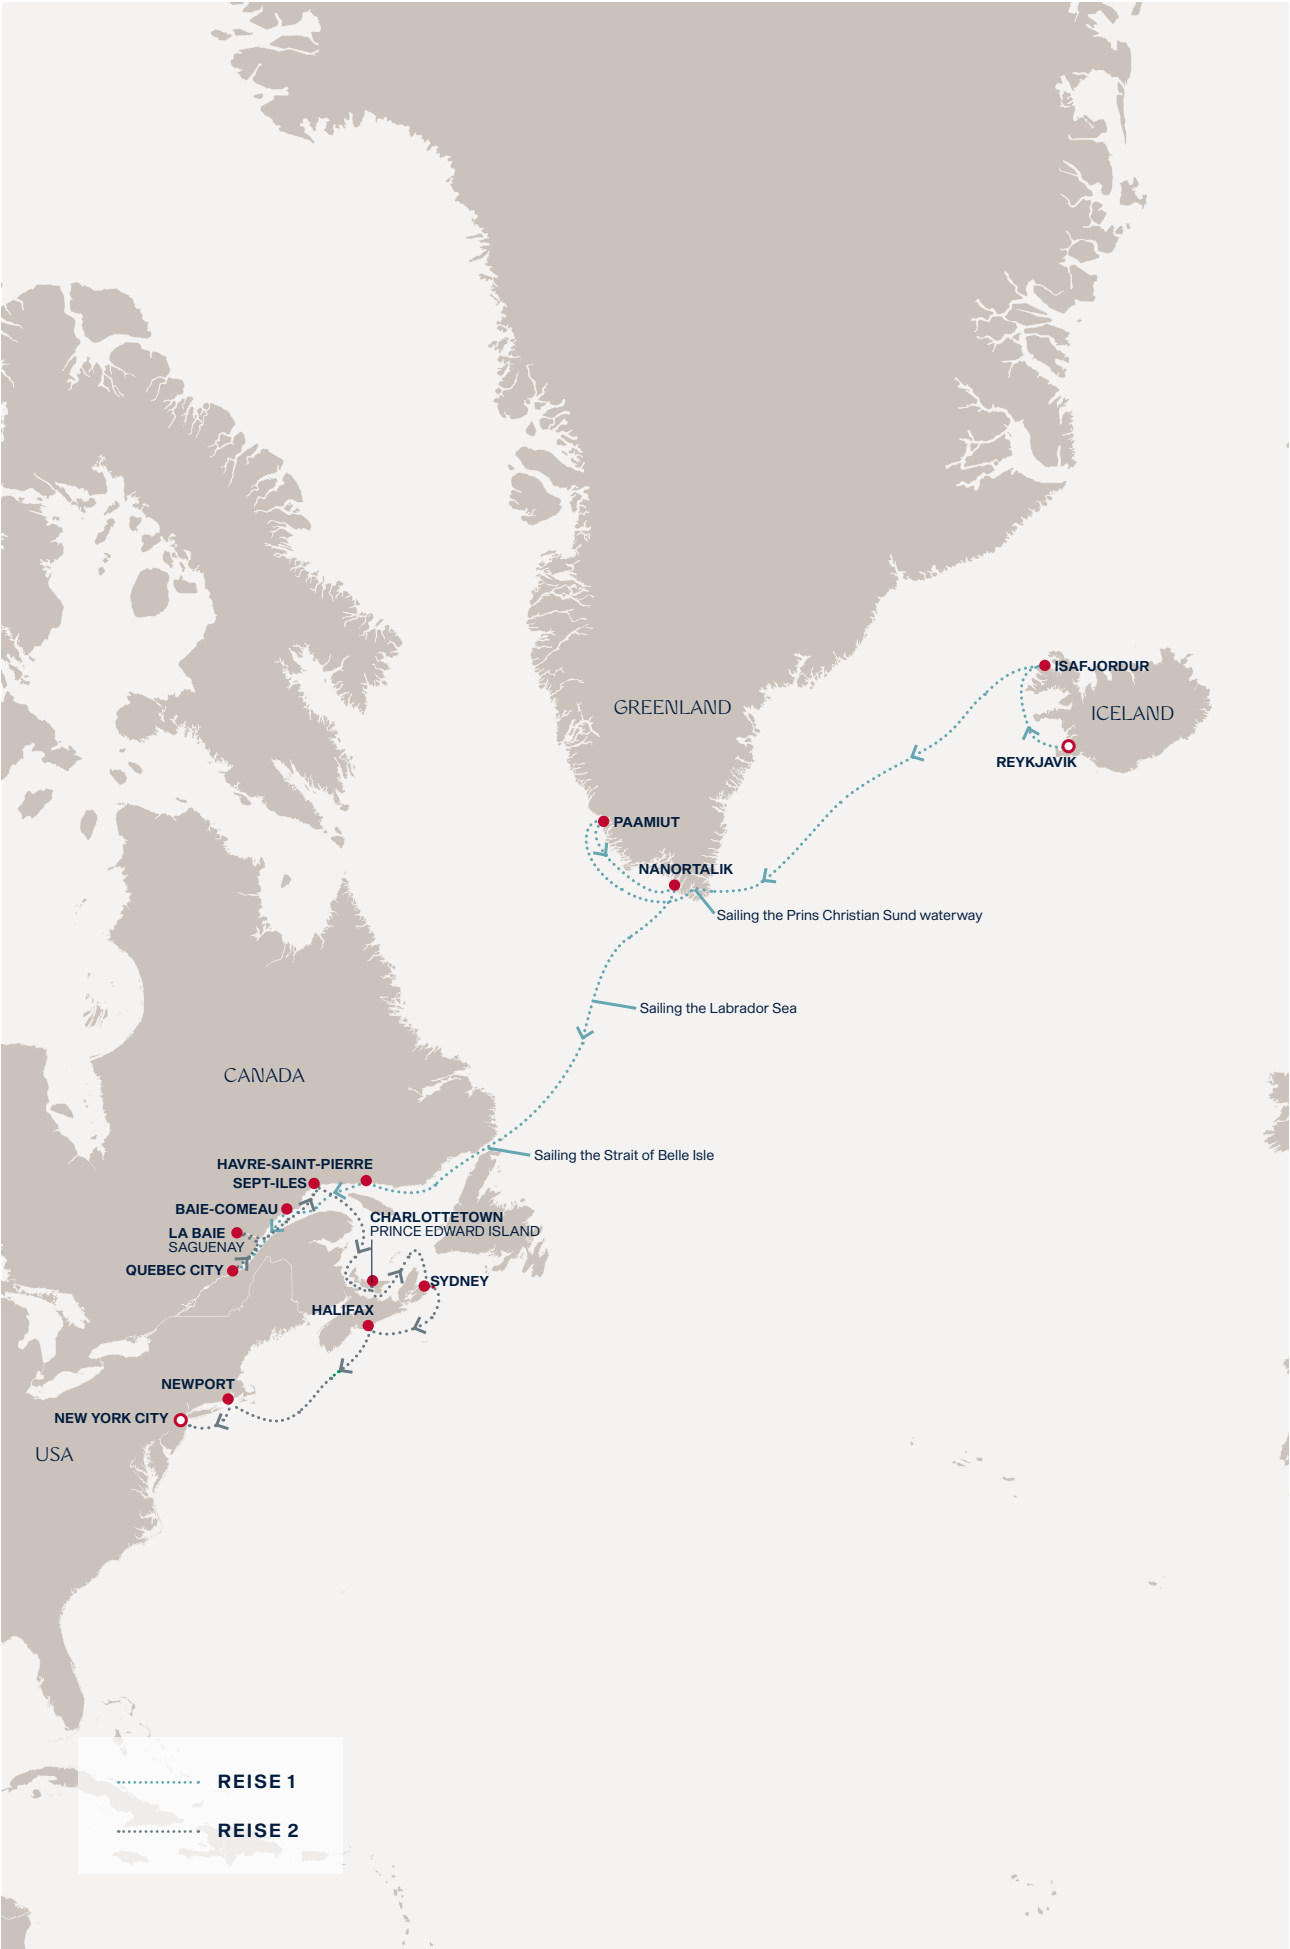 ISAFJORDUR
GREENLAND
ICELAND
REYKJAVIK
PAAMIUT
NANORTALIK
Sailing the Prins Christian Sund waterway
Sailing the Labrador Sea
CANADA
Sailing the Strait of Belle Isle
HAVRE-SAINT-PIERRE
SEPT-ILES
BAIE-COMEAU
CHARLOTTETOWN
PRINCE EDWARD ISLAND
LA BAIE
SAGUENAY
QUEBEC CITY
SYDNEY
HALIFAX
NEWPORT
NEW YORK CITY
USA
REISE 1
REISE 2